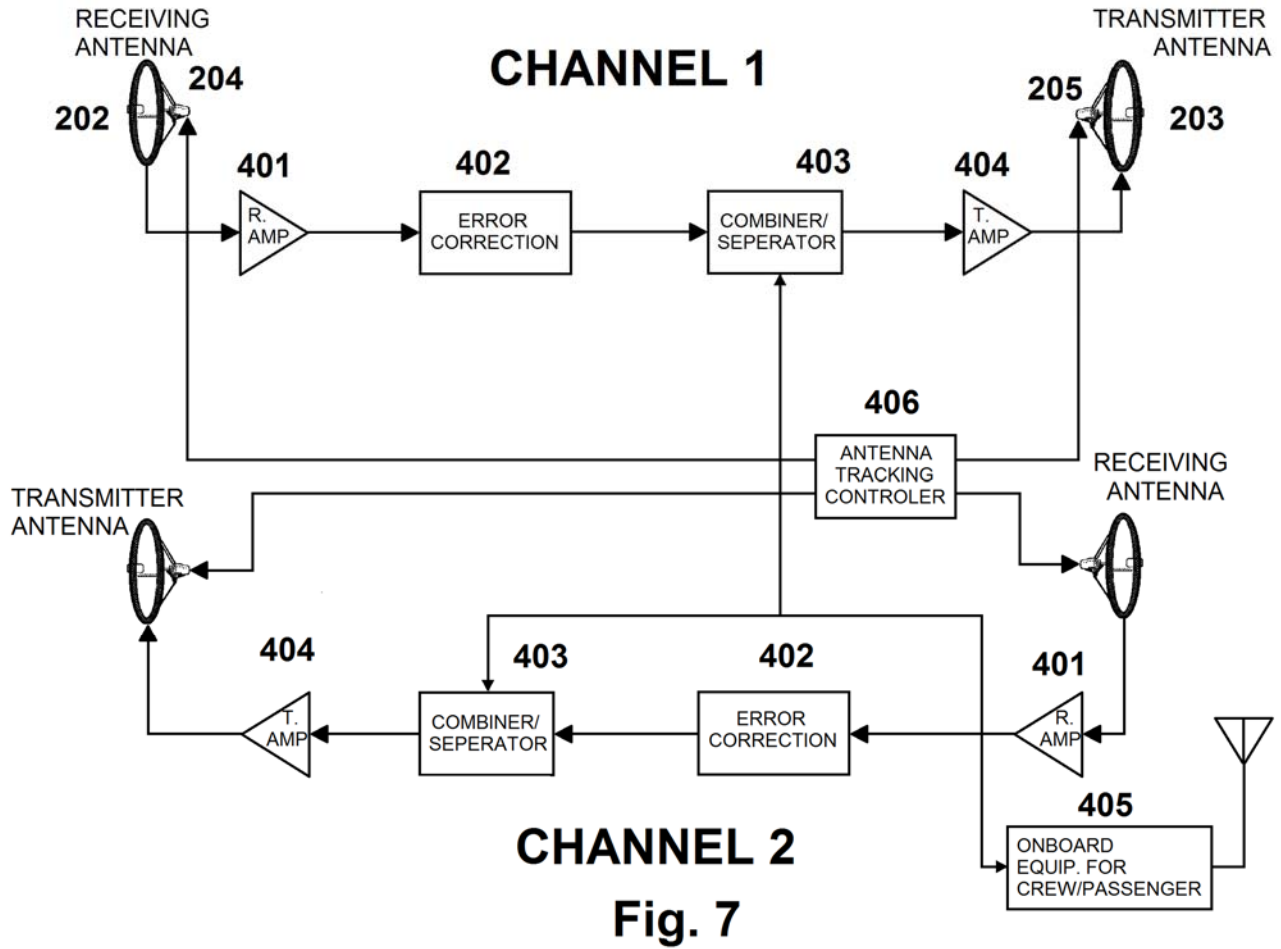 RECEIVING
ANTENNA
TRANSMITTER
ANTENNA
CHANNEL 1
204
205
202
203
401
402
403
404
R.
AMP
ERROR
CORRECTION
COMBINER/
SEPERATOR
T.
AMP
406
ANTENNA
TRACKING
CONTROLER
RECEIVING
ANTENNA
TRANSMITTER
ANTENNA
404
403
402
401
T.
AMP
COMBINER/
SEPERATOR
ERROR
CORRECTION
R.
AMP
405
ONBOARD
EQUIP. FOR
CREW/PASSENGER
CHANNEL 2
Fig. 7